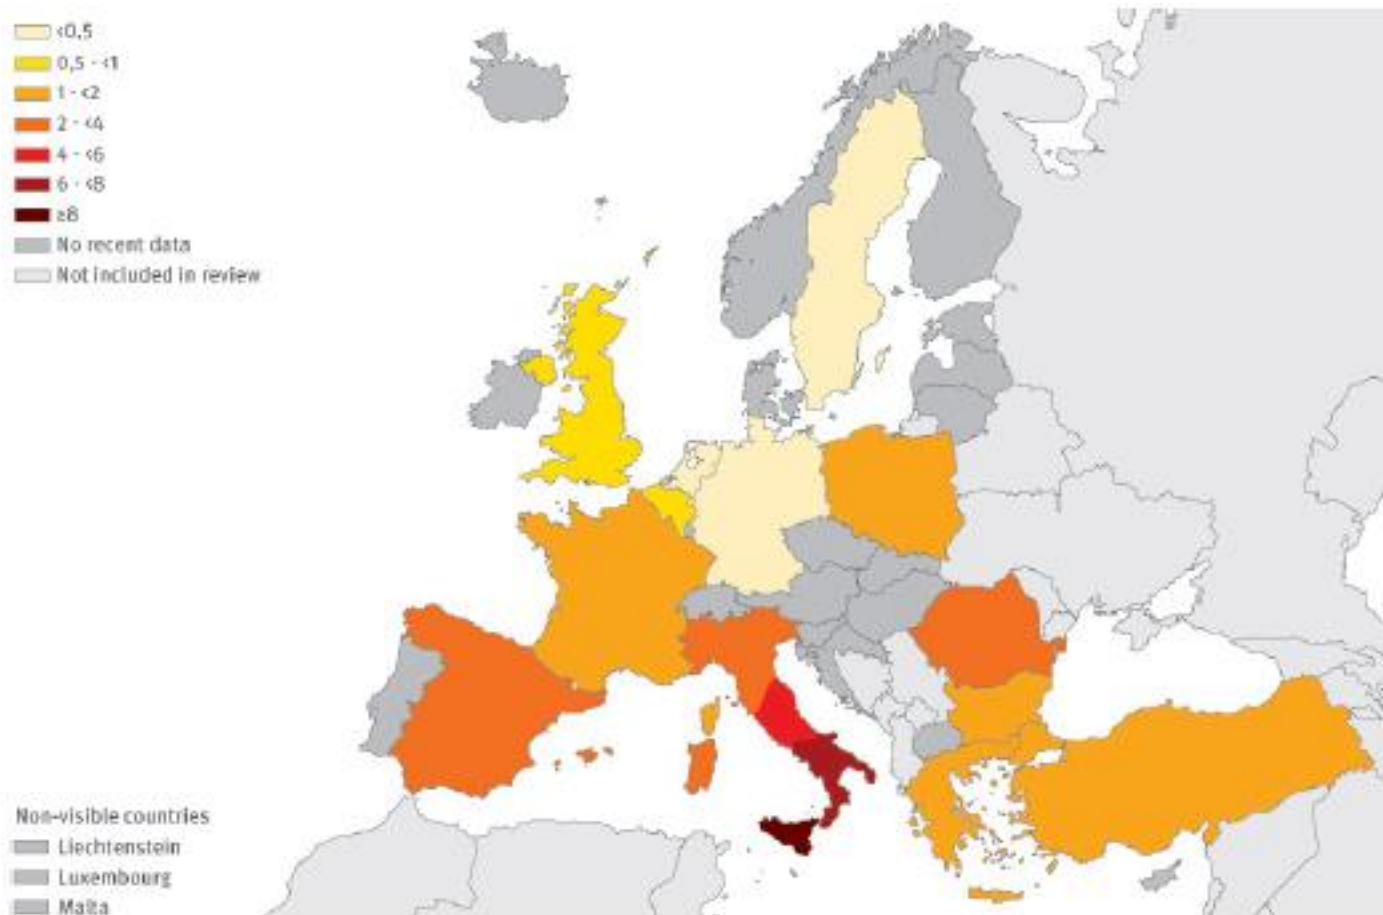 <0,5
0,5 - <1
1 - <2
2 - <4
4 - <6
6 - <8
≥8
No recent data
Not included in review
Non-visible countries
Liechtenstein
Luxembourg
Malta